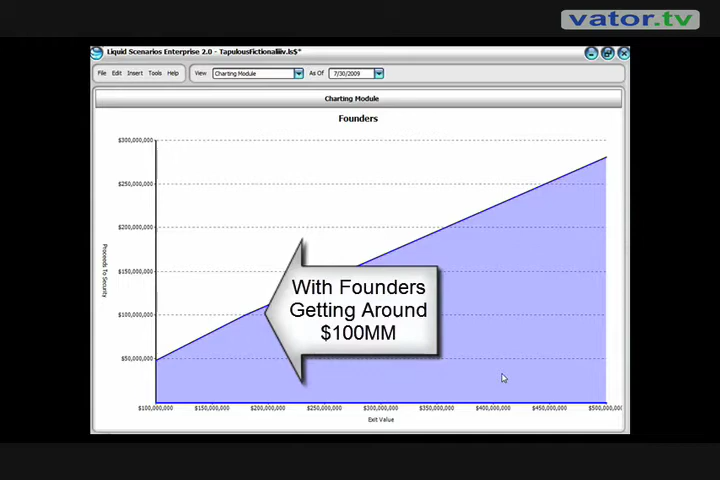 vator.tv
Liquid Scenarios Enterprise 2.0 - TapulousFictionaliiv.ls$*
File Edit Insert Tools Help View Charting Module As Of 7/30/2009
Charting Module
Founders
$300,000,000
$250,000,000
$200,000,000
$150,000,000
$100,000,000
$50,000,000
Proceeds To Security
With Founders
Getting Around
$100MM
$100,000,000 $150,000,000 $200,000,000 $250,000,000 $300,000,000 $350,000,000 $400,000,000 $450,000,000 $500,000,000
Exit Value